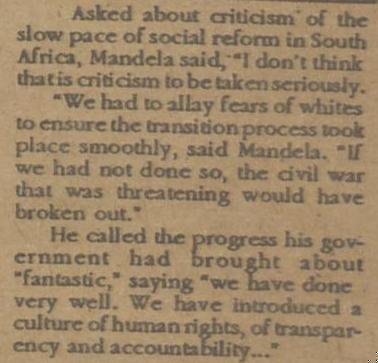 Asked about criticism of the
slow pace of social reform in South
Africa, Mandela said, "I don't think
that is criticism to be taken seriously.
"We had to allay fears of whites
to ensure the transition process took
place smoothly, said Mandela. "If
we had not done so, the civil war
that was threatening would have
broken out."
He called the progress his gov-
ernment had brought about
"fantastic," saying "we have done
very well. We have introduced a
culture of human rights, of transpar-
ency and accountability..."